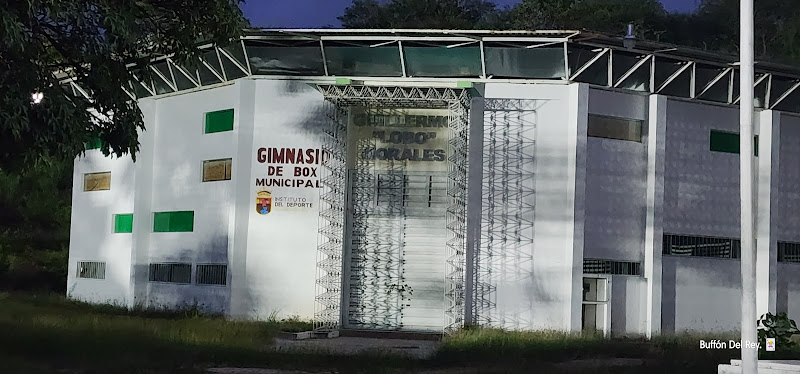 GUILLERMO
"LOBO"
MORALES
GIMNASIO
DE BOX
MUNICIPAL
INSTITUTO
DEL DEPORTE
Buffón Del Rey.